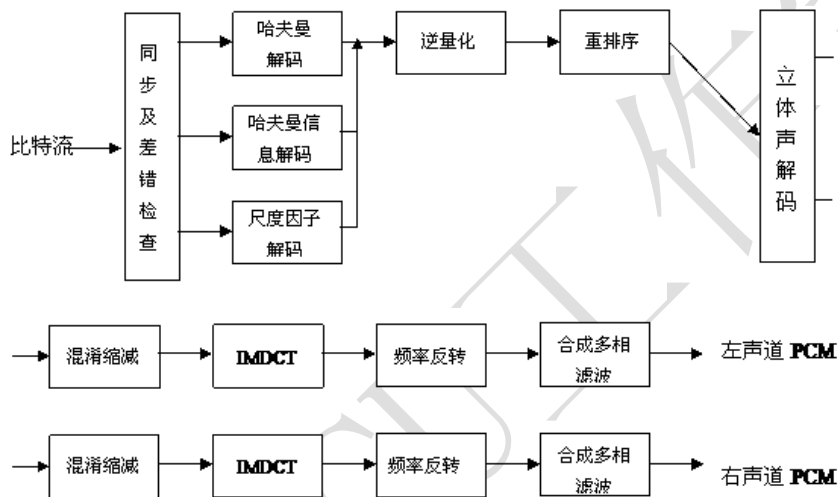 比特流
同步及差错检查
哈夫曼
解码
哈夫曼信
息解码
尺度因子
解码
逆量化
重排序
立体声解码
混淆缩减
IMDCT
频率反转
合成多相
滤波
左声道 PCM
混淆缩减
IMDCT
频率反转
合成多相
滤波
右声道 PCM